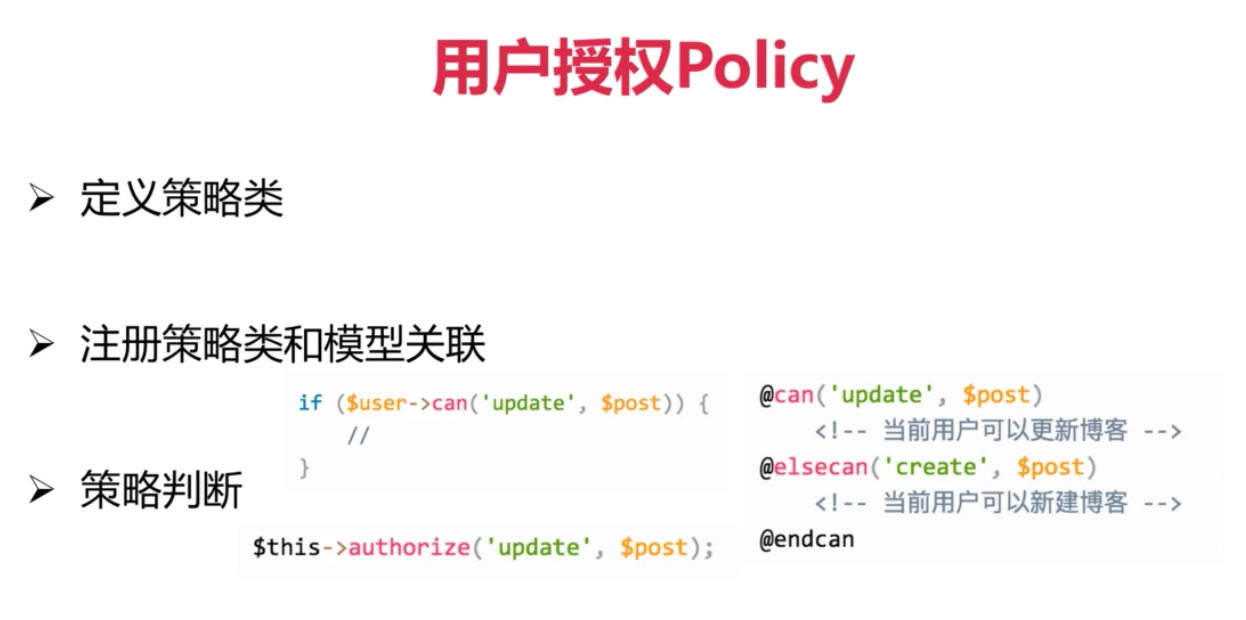 用户授权Policy
定义策略类
注册策略类和模型关联
if ($user->can('update', $post)) {
//
}
策略判断
$this->authorize('update', $post);
@can('update', $post)
<!-- 当前用户可以更新博客 -->
@elsecan('create', $post)
<!-- 当前用户可以新建博客 -->
@endcan